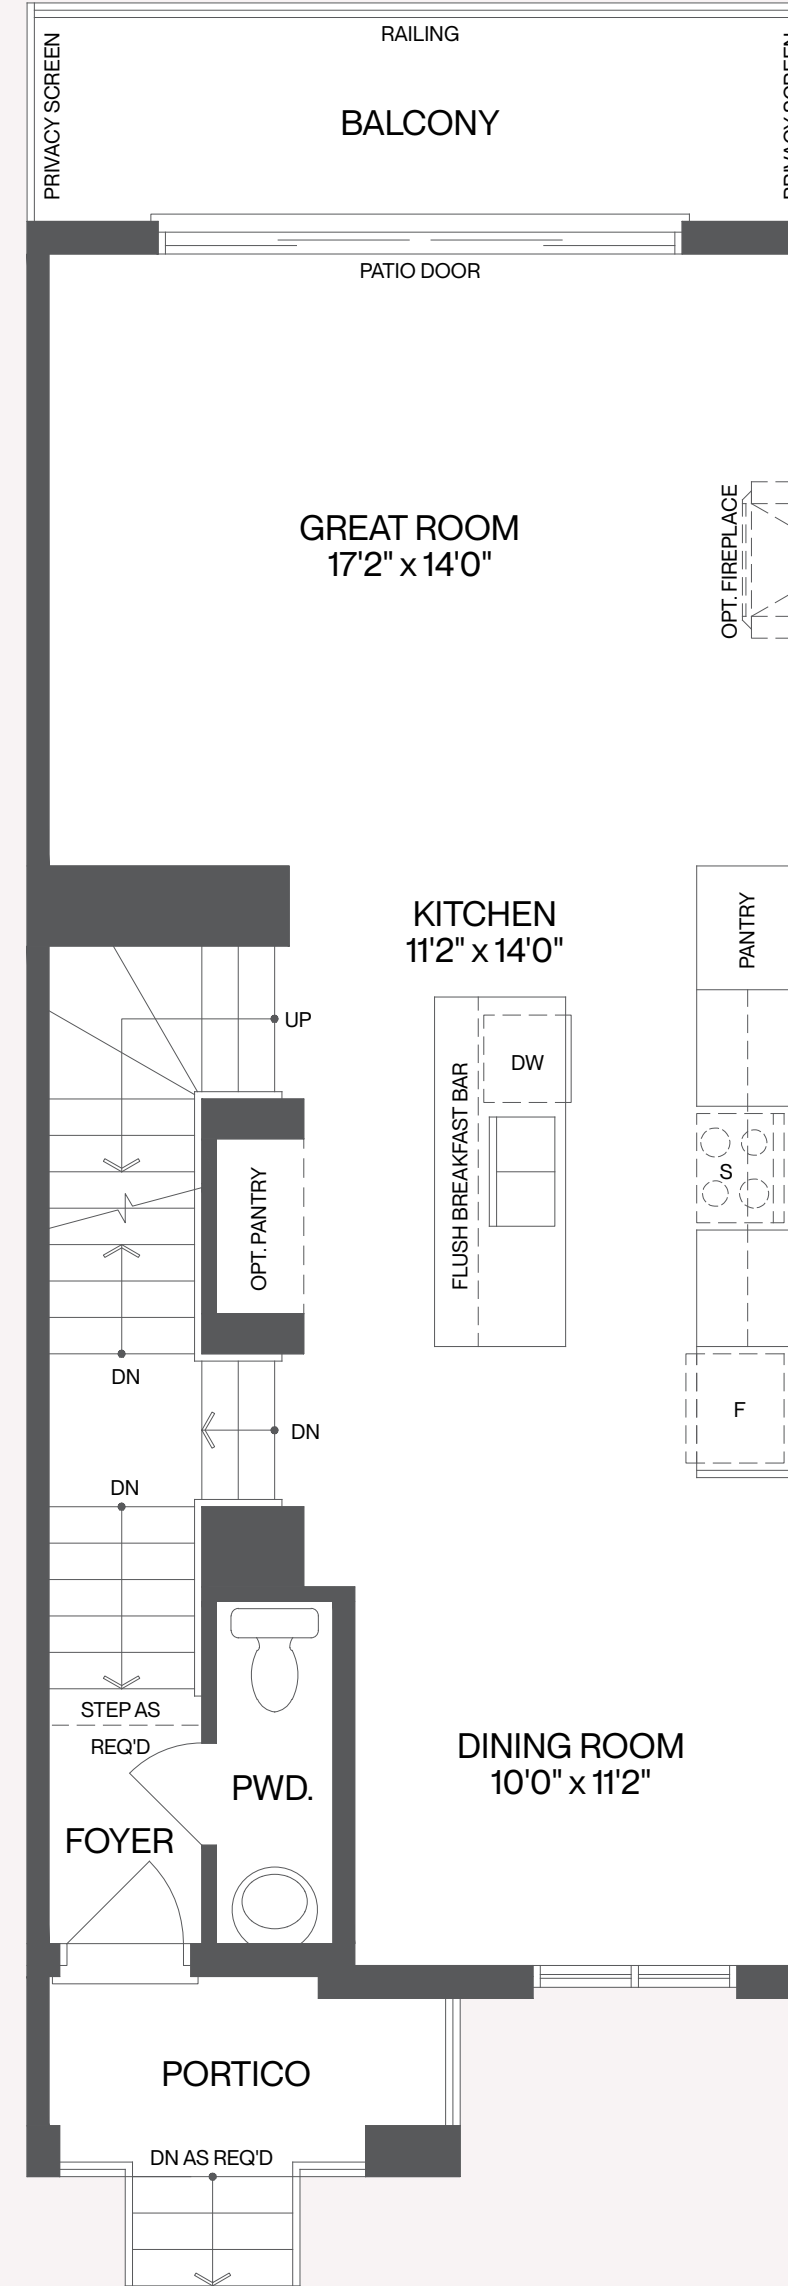 RAILING
PRIVACY SCREEN
PRIVACY SCREEN
BALCONY
PATIO DOOR
GREAT ROOM
17'2" x 14'0"
OPT. FIREPLACE
KITCHEN
11'2" x 14'0"
PANTRY
UP
DW
FLUSH BREAKFAST BAR
S
OPT. PANTRY
DN
F
DN
DN
STEP AS
REQ'D
PWD.
DINING ROOM
10'0" x 11'2"
FOYER
PORTICO
DN AS REQ'D